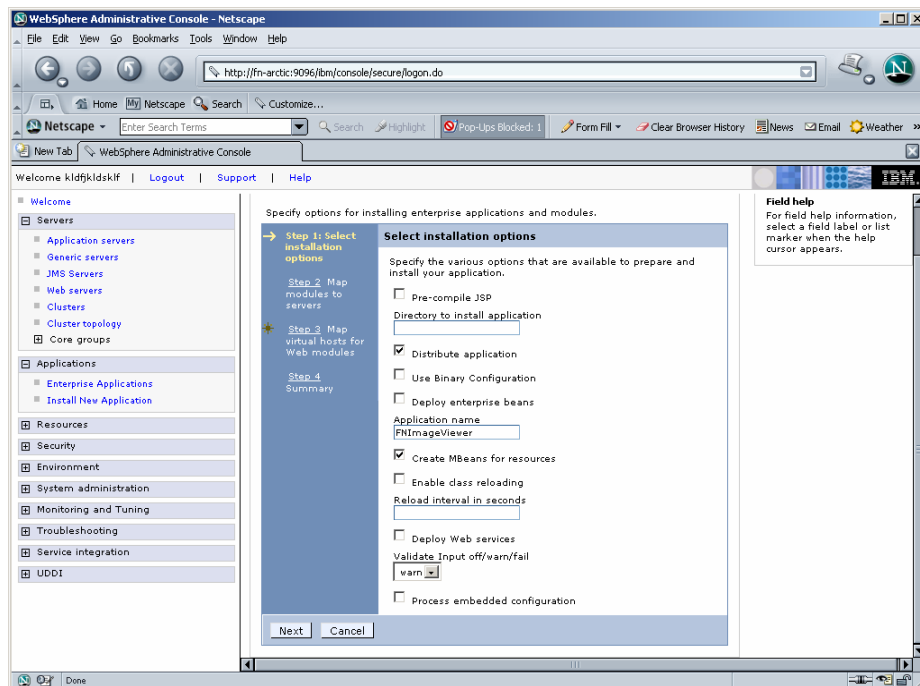 WebSphere Administrative Console - Netscape
File Edit View Go Bookmarks Tools Window Help
http://fn-arctic:9096/ibm/console/secure/logon.do
Home My Netscape Search Customize...
Netscape Enter Search Terms Search Highlight Pop-Ups Blocked: 1 Form Fill Clear Browser History News Email Weather »
New Tab WebSphere Administrative Console
Welcome kldfjkldsklf | Logout | Support | Help
IBM.
Welcome
Servers
Application servers
Generic servers
JMS Servers
Web servers
Clusters
Cluster topology
Core groups
Applications
Enterprise Applications
Install New Application
Resources
Security
Environment
System administration
Monitoring and Tuning
Troubleshooting
Service integration
UDDI
Specify options for installing enterprise applications and modules.
Step 1: Select
installation
options
Step 2 Map
modules to
servers
Step 3 Map
virtual hosts for
Web modules
Step 4
Summary
Select installation options
Specify the various options that are available to prepare and
install your application.
Pre-compile JSP
Directory to install application
Distribute application
Use Binary Configuration
Deploy enterprise beans
Application name
FNImageViewer
Create MBeans for resources
Enable class reloading
Reload interval in seconds
Deploy Web services
Validate Input off/warn/fail
warn
Process embedded configuration
Next Cancel
Field help
For field help information,
select a field label or list
marker when the help
cursor appears.
Done